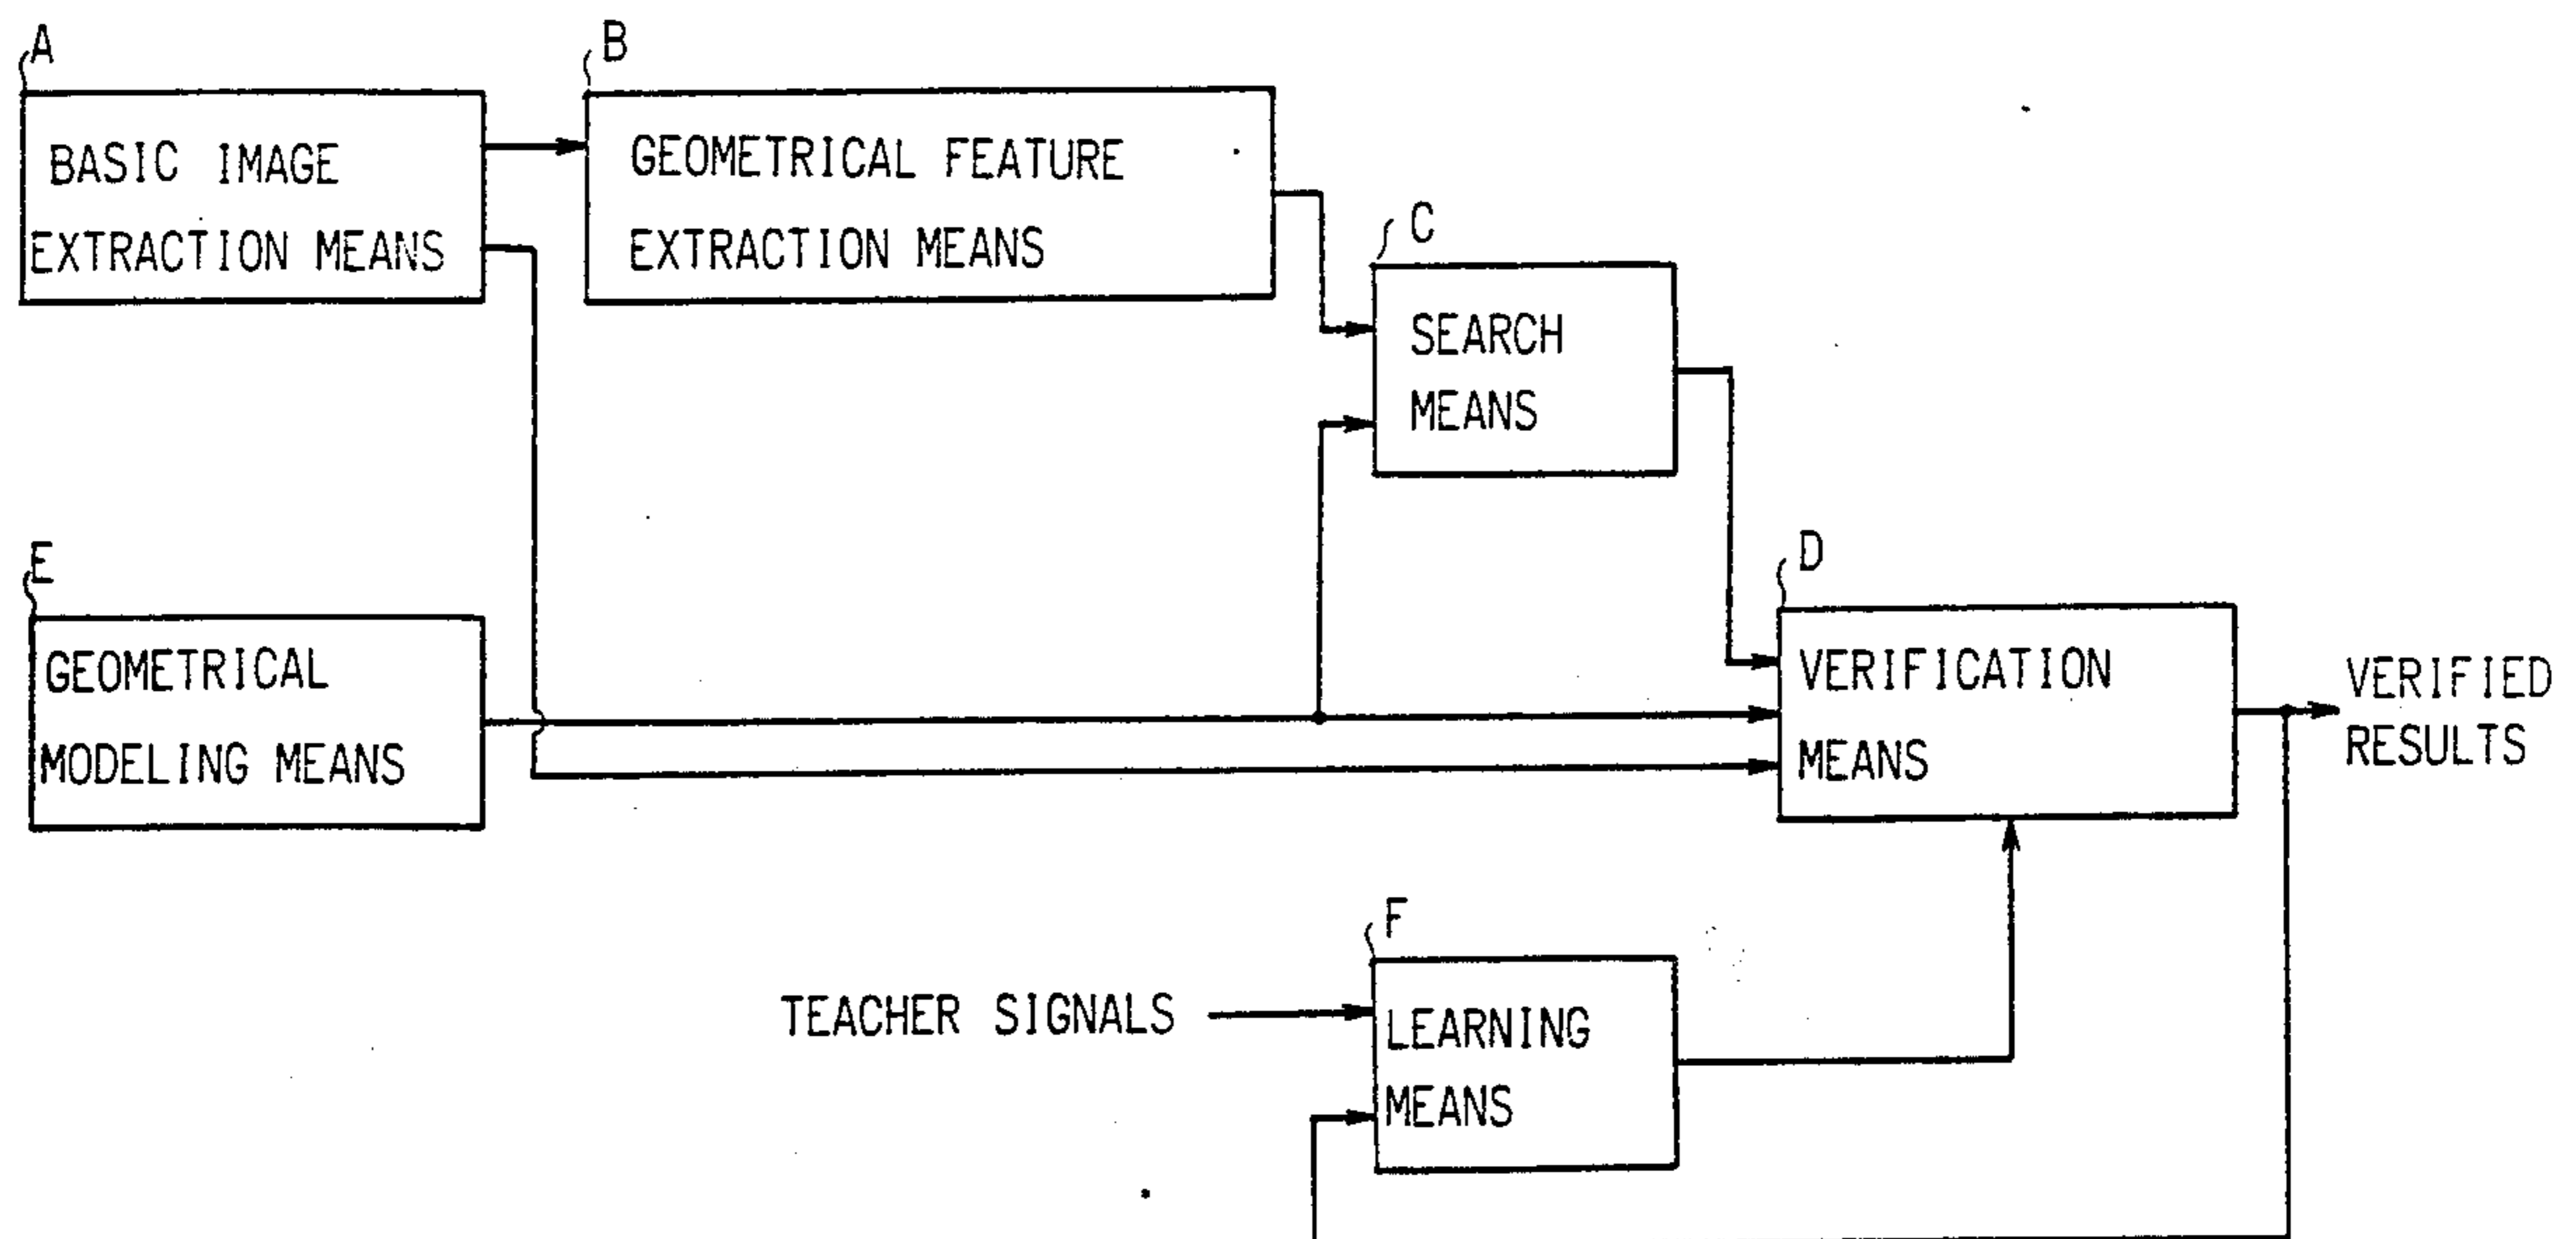 A
BASIC IMAGE
EXTRACTION MEANS
B
GEOMETRICAL FEATURE
EXTRACTION MEANS
C
SEARCH
MEANS
E
GEOMETRICAL
MODELING MEANS
D
VERIFICATION
MEANS
VERIFIED
RESULTS
TEACHER SIGNALS
F
LEARNING
MEANS